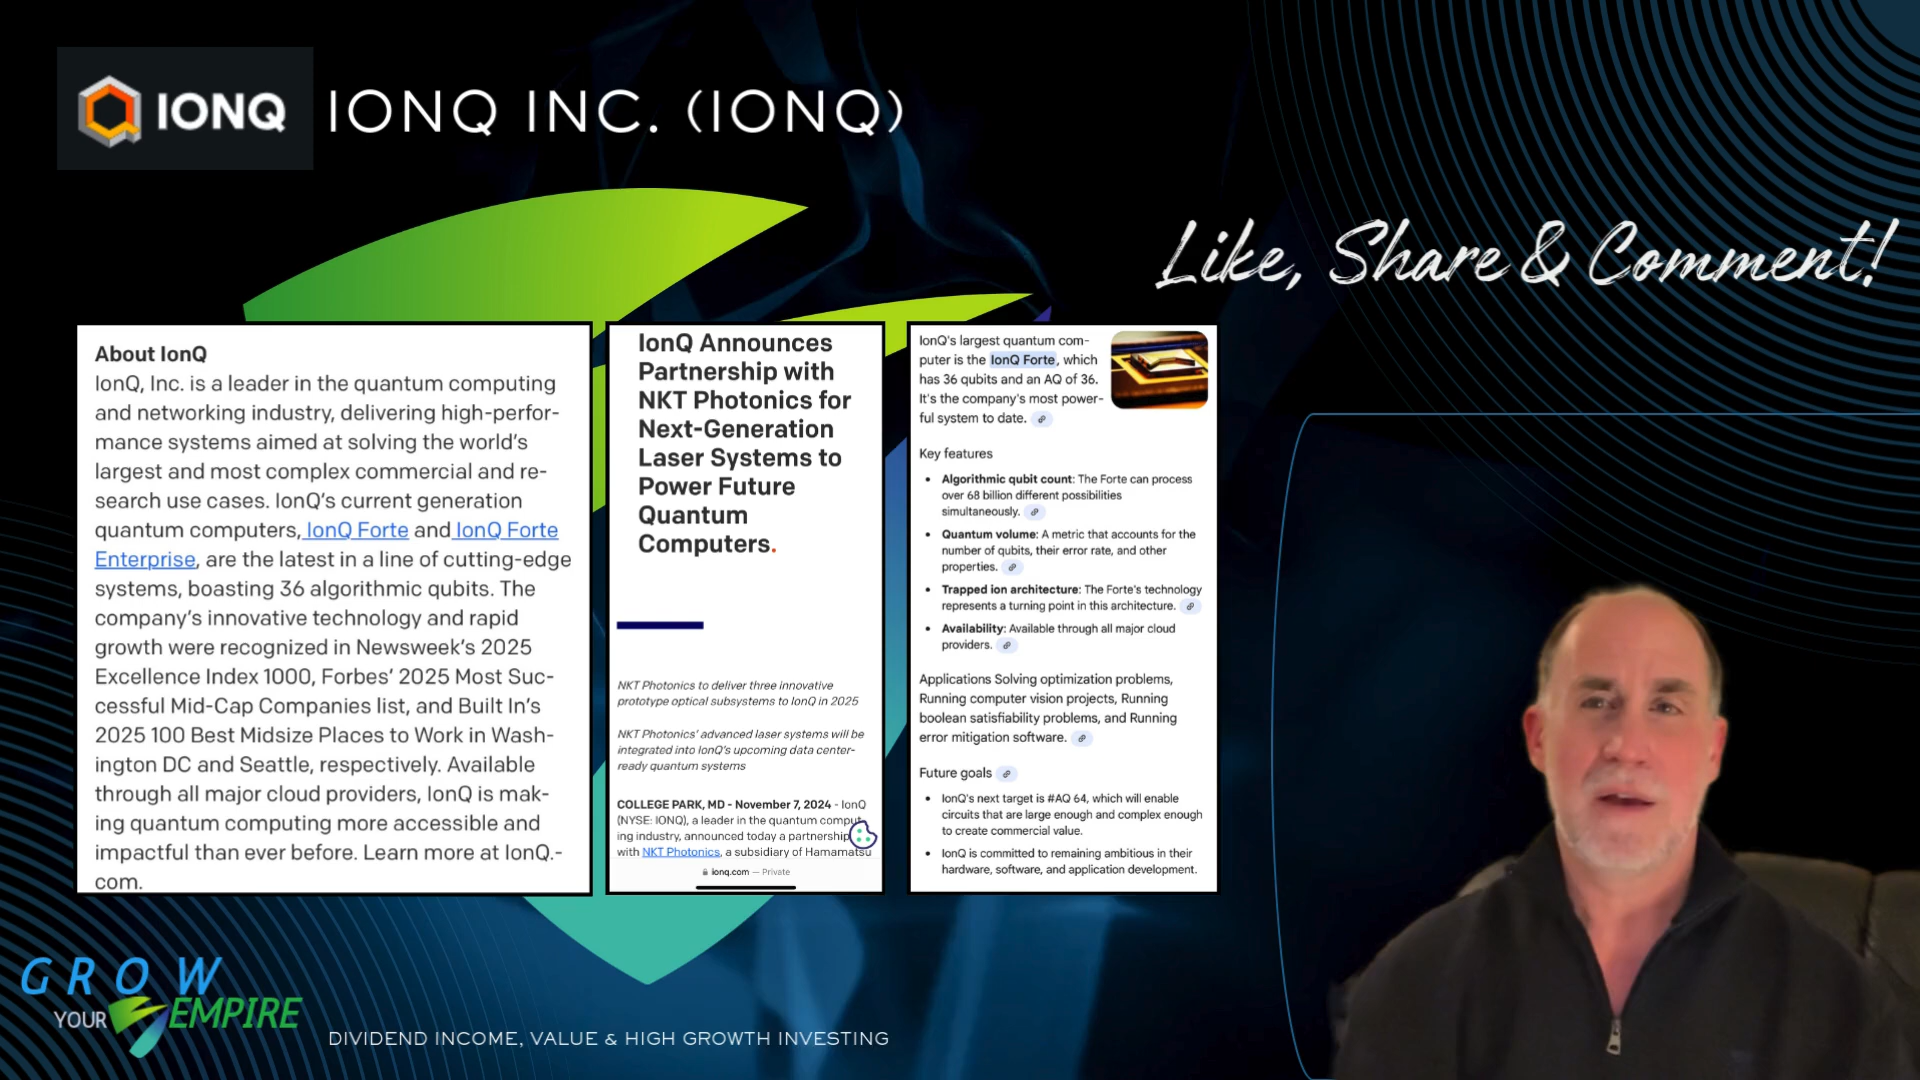 IONQ
IONQ INC. (IONQ)
Like, Share & Comment!
About IonQ
IonQ, Inc. is a leader in the quantum computing
and networking industry, delivering high-perfor-
mance systems aimed at solving the world's
largest and most complex commercial and re-
search use cases. IonQ's current generation
quantum computers, IonQ Forte and IonQ Forte
Enterprise, are the latest in a line of cutting-edge
systems, boasting 36 algorithmic qubits. The
company's innovative technology and rapid
growth were recognized in Newsweek's 2025
Excellence Index 1000, Forbes' 2025 Most Suc-
cessful Mid-Cap Companies list, and Built In's
2025 100 Best Midsize Places to Work in Wash-
ington DC and Seattle, respectively. Available
through all major cloud providers, IonQ is mak-
ing quantum computing more accessible and
impactful than ever before. Learn more at IonQ.-
com.
IonQ Announces
Partnership with
NKT Photonics for
Next-Generation
Laser Systems to
Power Future
Quantum
Computers.
NKT Photonics to deliver three innovative
prototype optical subsystems to IonQ in 2025
NKT Photonics' advanced laser systems will be
integrated into IonQ's upcoming data center-
ready quantum systems
COLLEGE PARK, MD - November 7, 2024 - IonQ
(NYSE: IONQ), a leader in the quantum comput-
ing industry, announced today a partnership
with NKT Photonics, a subsidiary of Hamamatsu
ionq.com — Private
IonQ's largest quantum com-
puter is the IonQ Forte, which
has 36 qubits and an AQ of 36.
It's the company's most power-
ful system to date.
Key features
• Algorithmic qubit count: The Forte can process
over 68 billion different possibilities
simultaneously.
• Quantum volume: A metric that accounts for the
number of qubits, their error rate, and other
properties.
• Trapped ion architecture: The Forte's technology
represents a turning point in this architecture.
• Availability: Available through all major cloud
providers.
Applications Solving optimization problems,
Running computer vision projects, Running
boolean satisfiability problems, and Running
error mitigation software.
Future goals
• IonQ's next target is #AQ 64, which will enable
circuits that are large enough and complex enough
to create commercial value.
• IonQ is committed to remaining ambitious in their
hardware, software, and application development.
GROW
YOUR EMPIRE
DIVIDEND INCOME, VALUE & HIGH GROWTH INVESTING